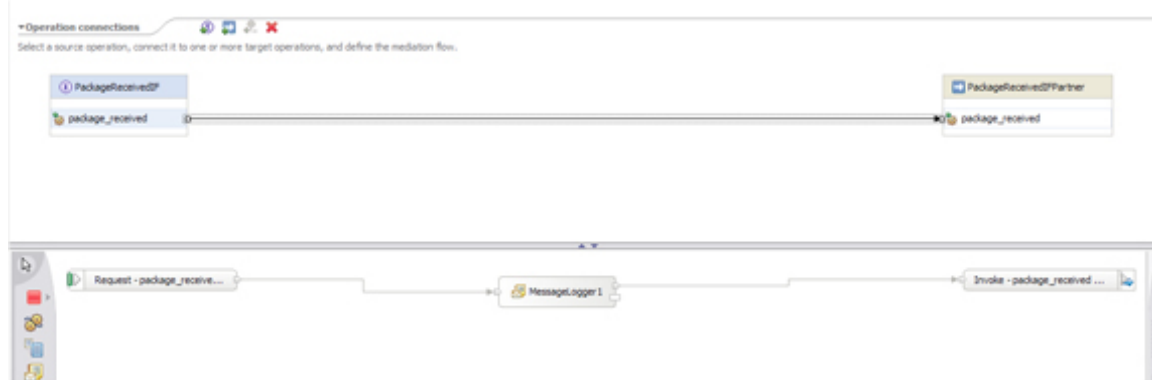 Operation connections
Select a source operation, connect it to one or more target operations, and define the mediation flow.
PackageReceivedIF
PackageReceivedIFPartner
package_received
package_received
Request - package_receive...
MessageLogger1
Invoke - package_received ...